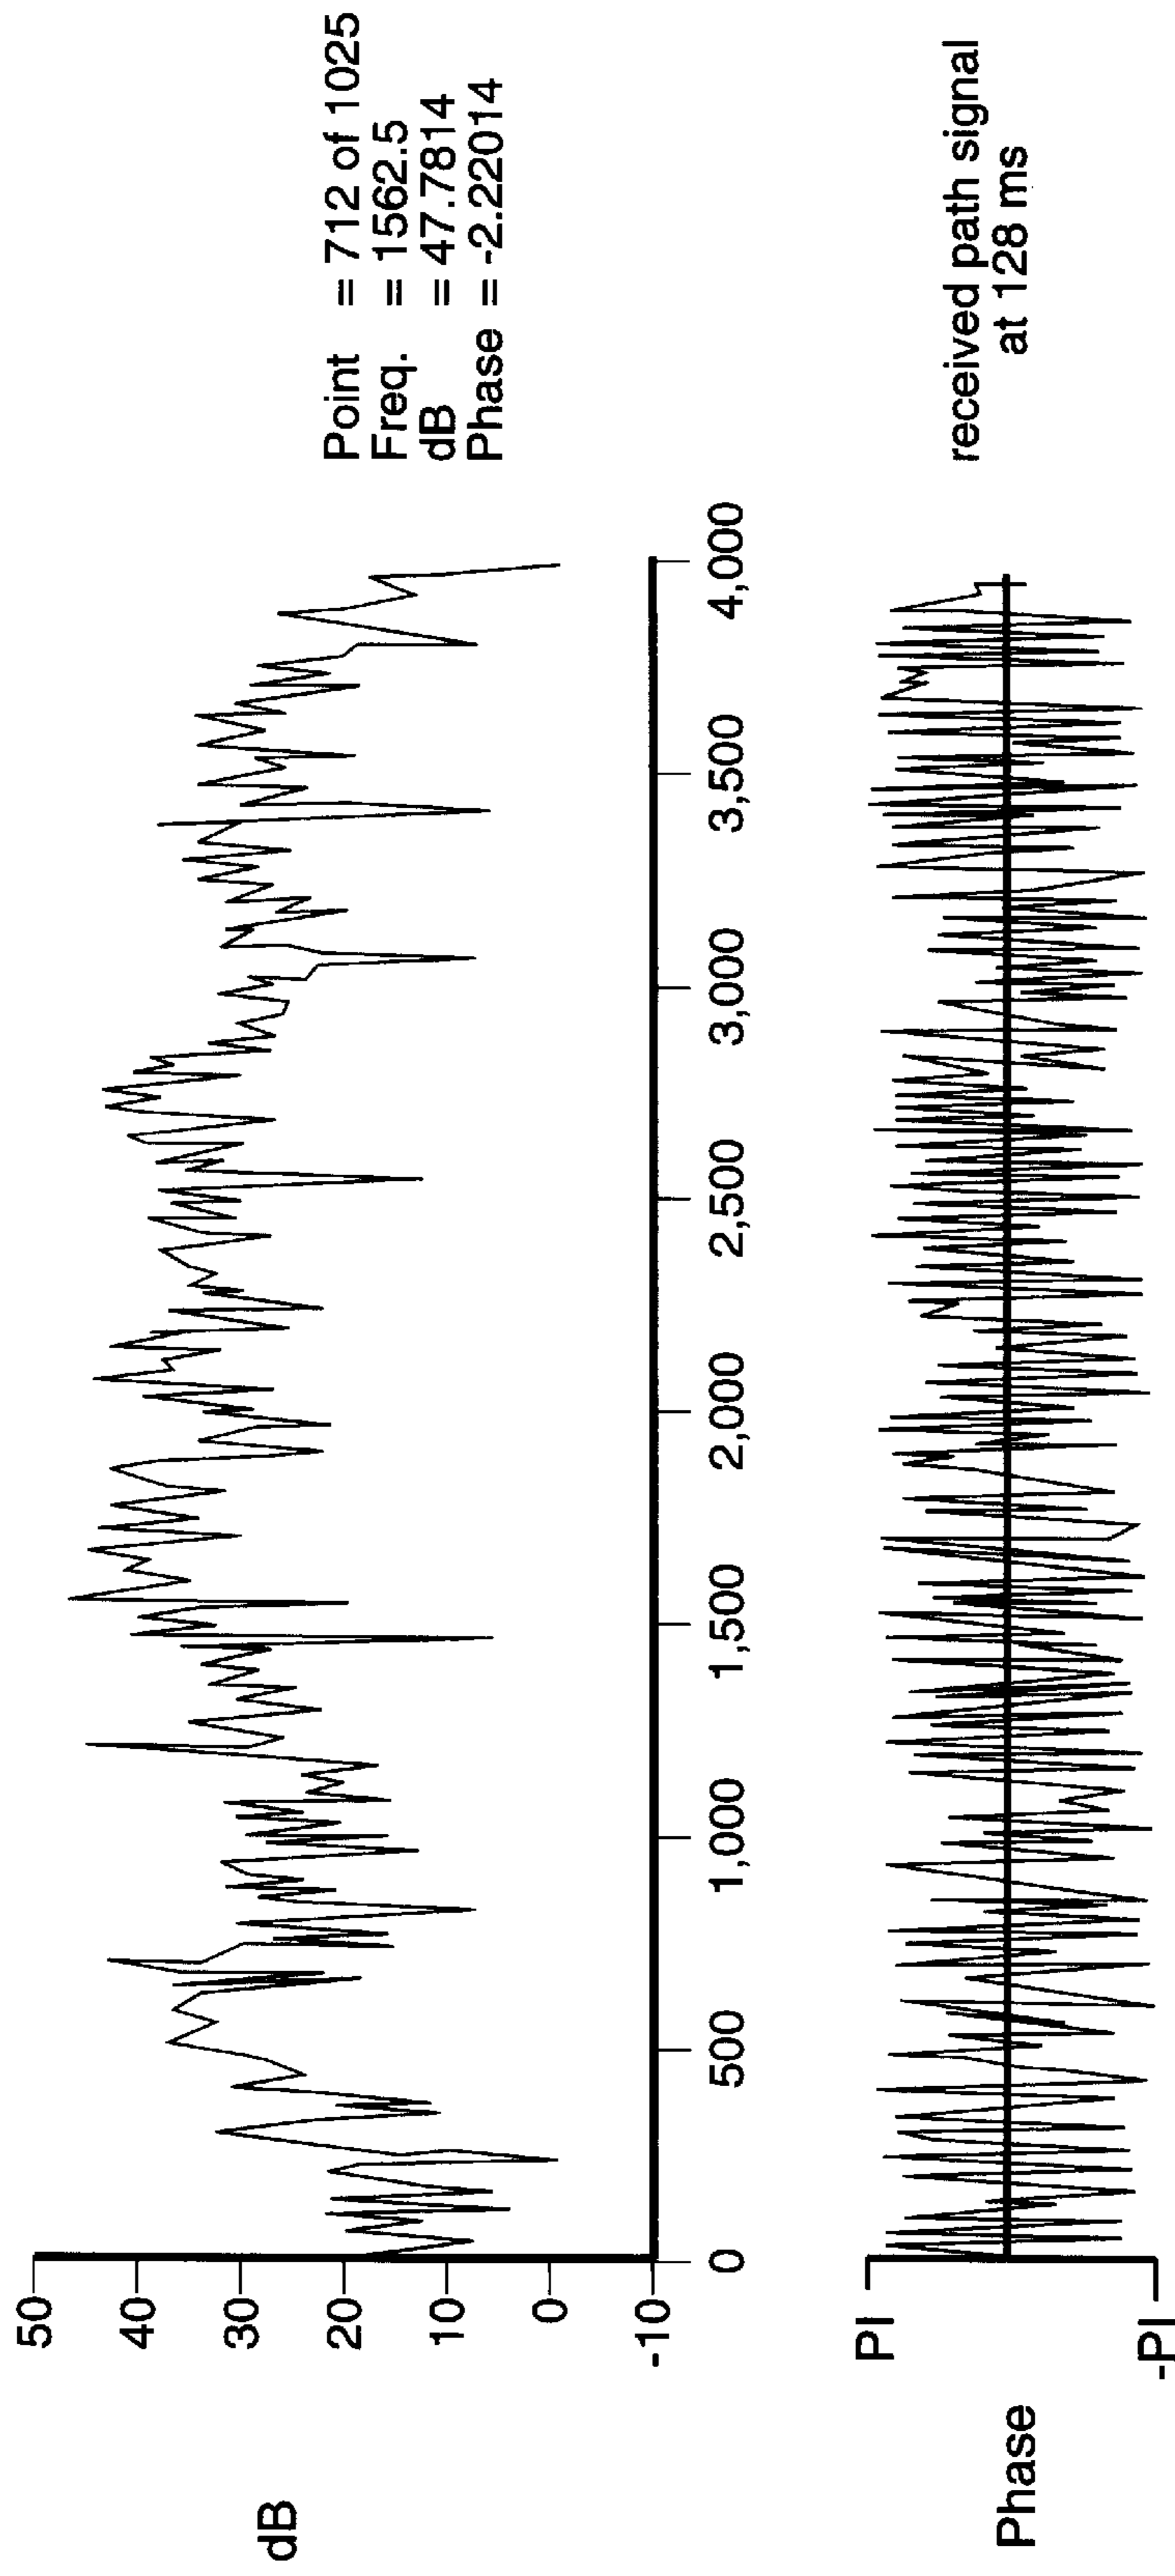 dB
50
40
30
20
10
0
-10
0
500
1,000
1,500
2,000
2,500
3,000
3,500
4,000
Point = 712 of 1025
Freq. = 1562.5
dB = 47.7814
Phase = -2.22014
Phase
PI
-PI
received path signal
at 128 ms